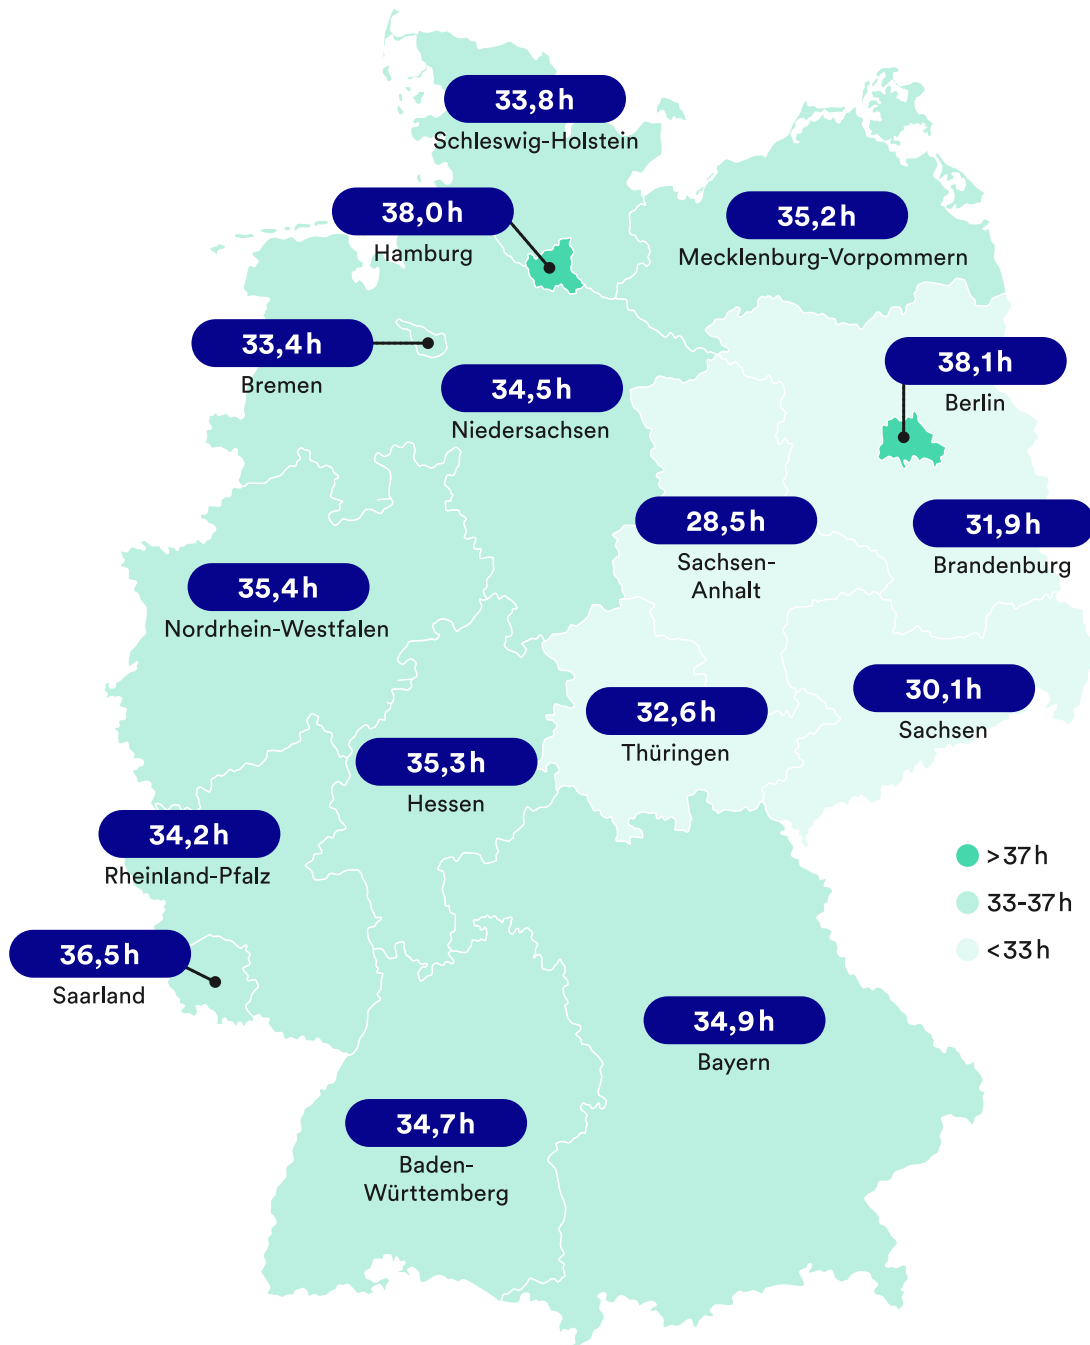 33,8 h
Schleswig-Holstein
38,0 h
Hamburg
35,2 h
Mecklenburg-Vorpommern
33,4 h
Bremen
34,5 h
Niedersachsen
38,1 h
Berlin
28,5 h
Sachsen-
Anhalt
31,9 h
Brandenburg
35,4 h
Nordrhein-Westfalen
30,1 h
Sachsen
32,6 h
Thüringen
35,3 h
Hessen
34,2 h
Rheinland-Pfalz
> 37 h
33-37 h
< 33 h
36,5 h
Saarland
34,9 h
Bayern
34,7 h
Baden-
Württemberg